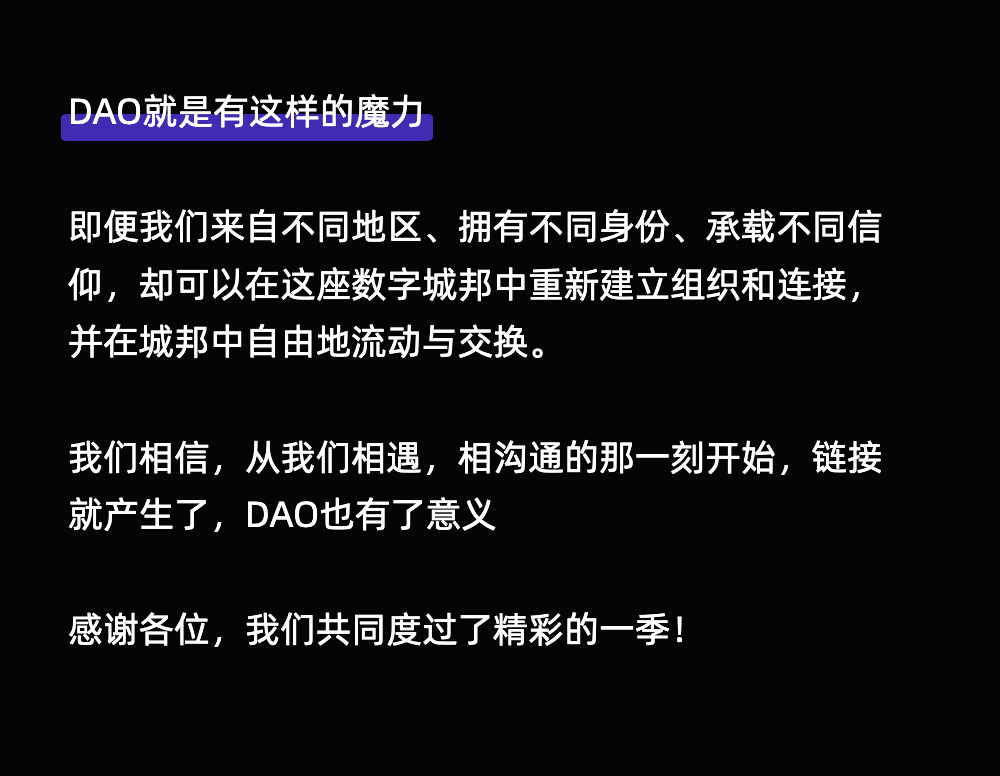 DAO就是有这样的魔力
即便我们来自不同地区、拥有不同身份、承载不同信
仰，却可以在这座数字城邦中重新建立组织和连接，
并在城邦中自由地流动与交换。
我们相信，从我们相遇，相沟通的那一刻开始，链接
就产生了，DAO也有了意义
感谢各位，我们共同度过了精彩的一季！